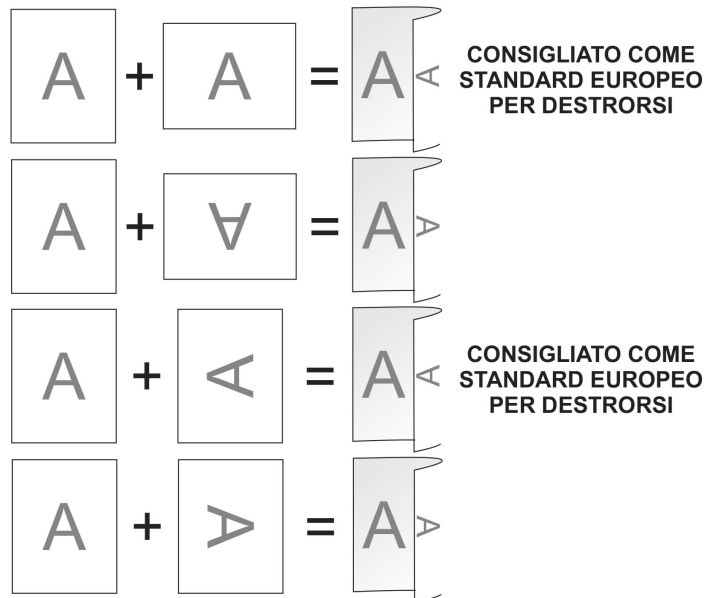 A + A = A A
CONSIGLIATO COME
STANDARD EUROPEO
PER DESTRORSI
A + A = A A
A + A = A A
CONSIGLIATO COME
STANDARD EUROPEO
PER DESTRORSI
A + A = A A